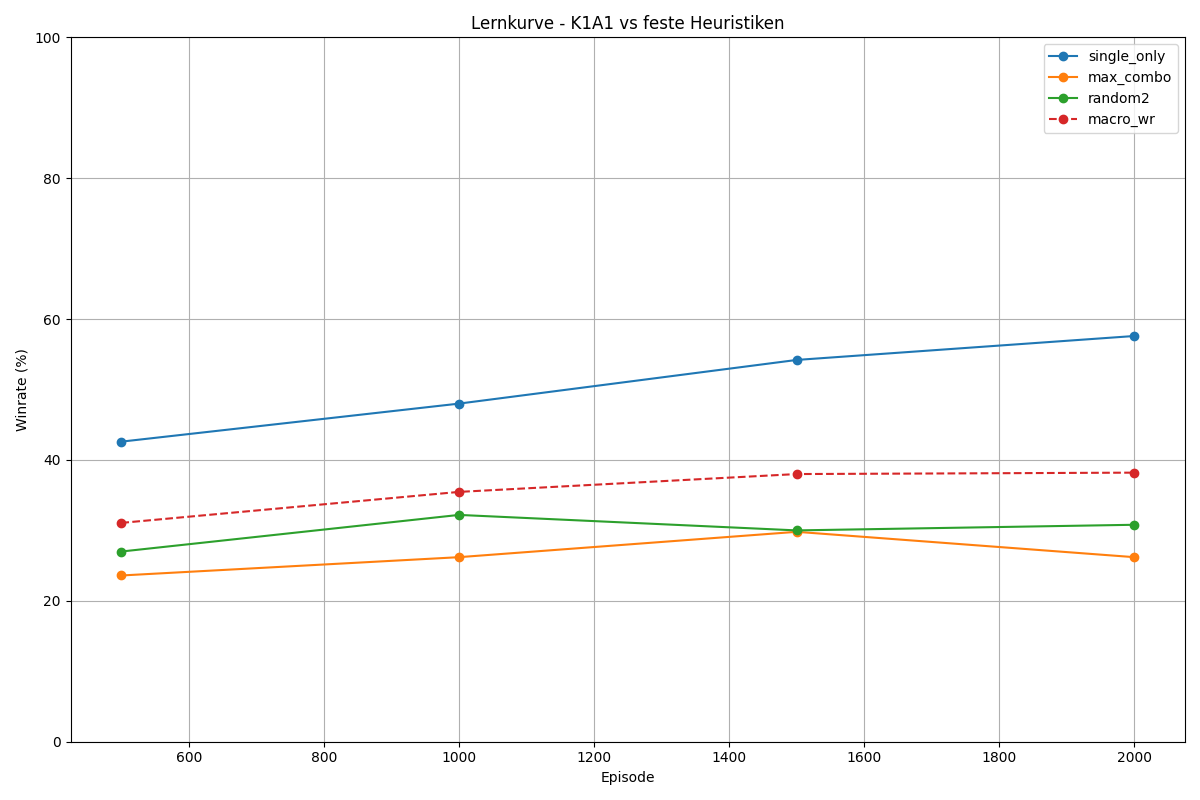 Lernkurve - K1A1 vs feste Heuristiken
100
80
60
40
20
0
Winrate (%)
single_only
max_combo
random2
macro_wr
600 800 1000 1200 1400 1600 1800 2000
Episode